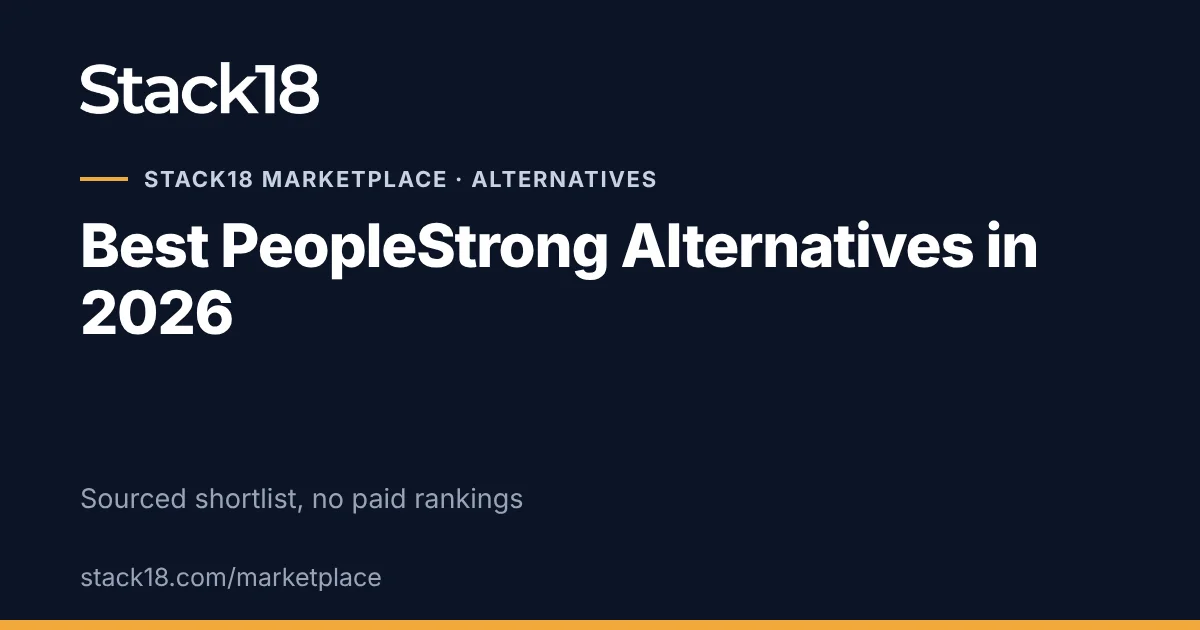 Stack18
STACK18 MARKETPLACE · ALTERNATIVES
Best PeopleStrong Alternatives in
2026
Sourced shortlist, no paid rankings
stack18.com/marketplace